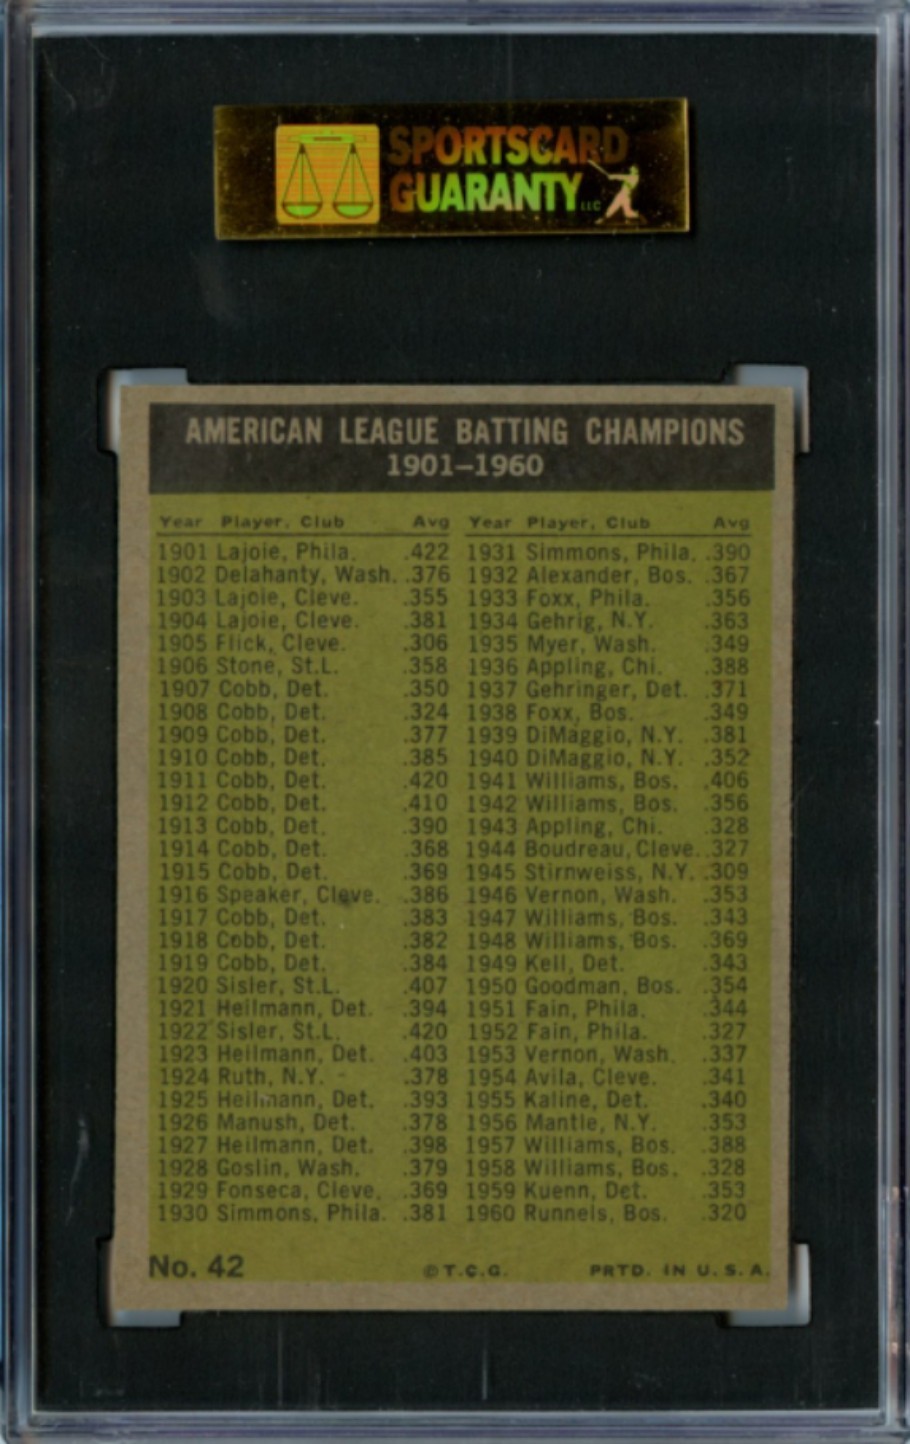 SPORTSCARD
GUARANTY LLC
AMERICAN LEAGUE BATTING CHAMPIONS
1901-1960
Year Player, Club Avg Year Player, Club Avg
1901 Lajoie, Phila. .422 1931 Simmons, Phila. .390
1902 Delahanty, Wash. .376 1932 Alexander, Bos. .367
1903 Lajoie, Cleve. .355 1933 Foxx, Phila. .356
1904 Lajoie, Cleve. .381 1934 Gehrig, N.Y. .363
1905 Flick, Cleve. .306 1935 Myer, Wash. .349
1906 Stone, St.L. .358 1936 Appling, Chi. .388
1907 Cobb, Det. .350 1937 Gehringer, Det. .371
1908 Cobb, Det. .324 1938 Foxx, Bos. .349
1909 Cobb, Det. .377 1939 DiMaggio, N.Y. .381
1910 Cobb, Det. .385 1940 DiMaggio, N.Y. .352
1911 Cobb, Det. .420 1941 Williams, Bos. .406
1912 Cobb, Det. .410 1942 Williams, Bos. .356
1913 Cobb, Det. .390 1943 Appling, Chi. .328
1914 Cobb, Det. .368 1944 Boudreau, Cleve. .327
1915 Cobb, Det. .369 1945 Stirnweiss, N.Y. .309
1916 Speaker, Cleve. .386 1946 Vernon, Wash. .353
1917 Cobb, Det. .383 1947 Williams, Bos. .343
1918 Cobb, Det. .382 1948 Williams, Bos. .369
1919 Cobb, Det. .384 1949 Kell, Det. .343
1920 Sisler, St.L. .407 1950 Goodman, Bos. .354
1921 Heilmann, Det. .394 1951 Fain, Phila. .344
1922 Sisler, St.L. .420 1952 Fain, Phila. .327
1923 Heilmann, Det. .403 1953 Vernon, Wash. .337
1924 Ruth, N.Y. .378 1954 Avila, Cleve. .341
1925 Heilmann, Det. .393 1955 Kaline, Det. .340
1926 Manush, Det. .378 1956 Mantle, N.Y. .353
1927 Heilmann, Det. .398 1957 Williams, Bos. .388
1928 Goslin, Wash. .379 1958 Williams, Bos. .328
1929 Fonseca, Cleve. .369 1959 Kuenn, Det. .353
1930 Simmons, Phila. .381 1960 Runnels, Bos. .320
No. 42 © T.C.G. PRTD. IN U.S.A.